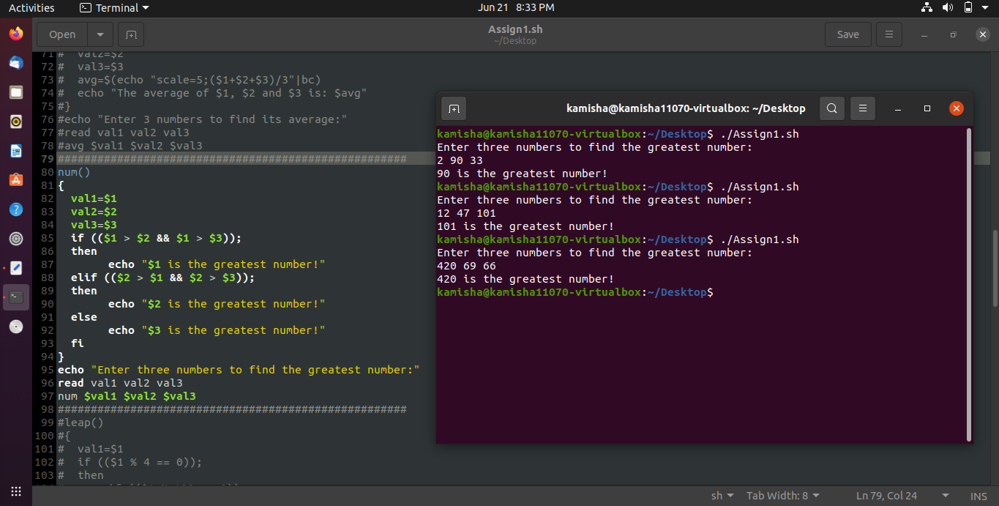 Activities
Terminal
Jun 21 8:33 PM
Open
Assign1.sh
~/Desktop
Save
71 # val2=$2
72 # val3=$3
73 # avg=$(echo "scale=5;($1+$2+$3)/3"|bc)
74 # echo "The average of $1, $2 and $3 is: $avg"
75 #}
76 #echo "Enter 3 numbers to find its average:"
77 #read val1 val2 val3
78 #avg $val1 $val2 $val3
79 #####################################################
80 num()
81 {
82 val1=$1
83 val2=$2
84 val3=$3
85 if (($1 > $2 && $1 > $3));
86 then
87 echo "$1 is the greatest number!"
88 elif (($2 > $1 && $2 > $3));
89 then
90 echo "$2 is the greatest number!"
91 else
92 echo "$3 is the greatest number!"
93 fi
94 }
95 echo "Enter three numbers to find the greatest number:"
96 read val1 val2 val3
97 num $val1 $val2 $val3
98 #####################################################
99 #leap()
100 #{
101 # val1=$1
102 # if (($1 % 4 == 0));
103 # then
kamisha@kamisha11070-virtualbox: ~/Desktop
kamisha@kamisha11070-virtualbox:~/Desktop$ ./Assign1.sh
Enter three numbers to find the greatest number:
2 90 33
90 is the greatest number!
kamisha@kamisha11070-virtualbox:~/Desktop$ ./Assign1.sh
Enter three numbers to find the greatest number:
12 47 101
101 is the greatest number!
kamisha@kamisha11070-virtualbox:~/Desktop$ ./Assign1.sh
Enter three numbers to find the greatest number:
420 69 66
420 is the greatest number!
kamisha@kamisha11070-virtualbox:~/Desktop$
sh
Tab Width: 8
Ln 79, Col 24
INS